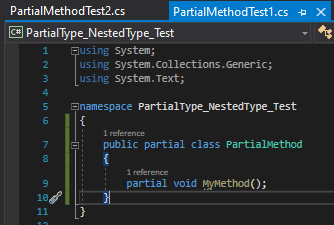 PartialMethodTest2.cs PartialMethodTest1.cs
C# PartialType_NestedType_Test
1 using System;
2 using System.Collections.Generic;
3 using System.Text;
4
5 namespace PartialType_NestedType_Test
6 {
1 reference
7 public partial class PartialMethod
8 {
1 reference
9 partial void MyMethod();
10 }
11 }